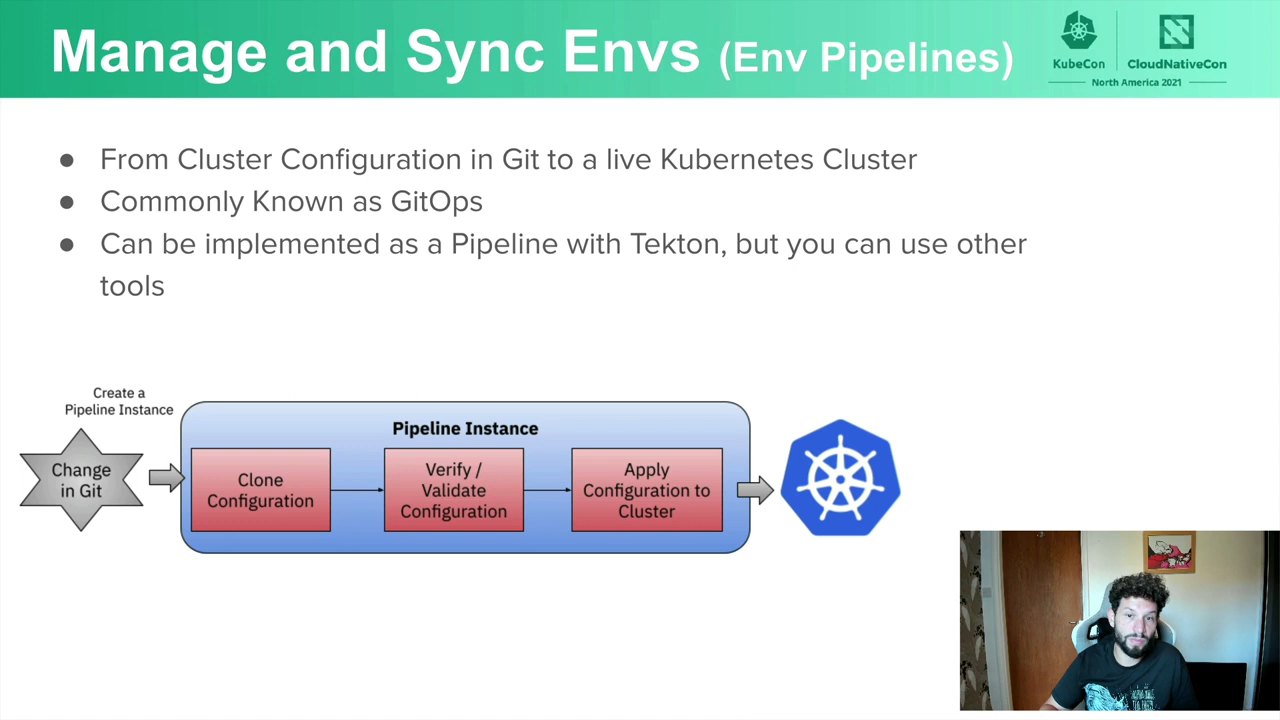 Manage and Sync Envs (Env Pipelines)
KubeCon
CloudNativeCon
North America 2021
● From Cluster Configuration in Git to a live Kubernetes Cluster
● Commonly Known as GitOps
● Can be implemented as a Pipeline with Tekton, but you can use other
tools
Create a
Pipeline Instance
Change
in Git
Pipeline Instance
Clone
Configuration
Verify /
Validate
Configuration
Apply
Configuration to
Cluster